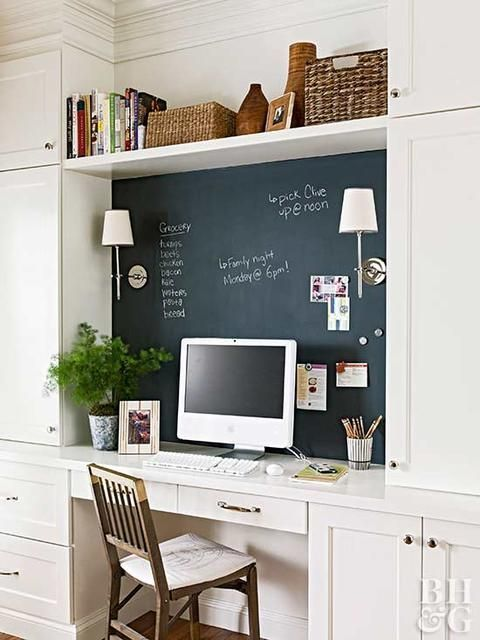 ↳pick Clive
up @ noon
Grocery
turnips
beets
chicken
bacon
kale
waters
pasta
bread
↳Family night
Monday @ 6pm!
BH
&G